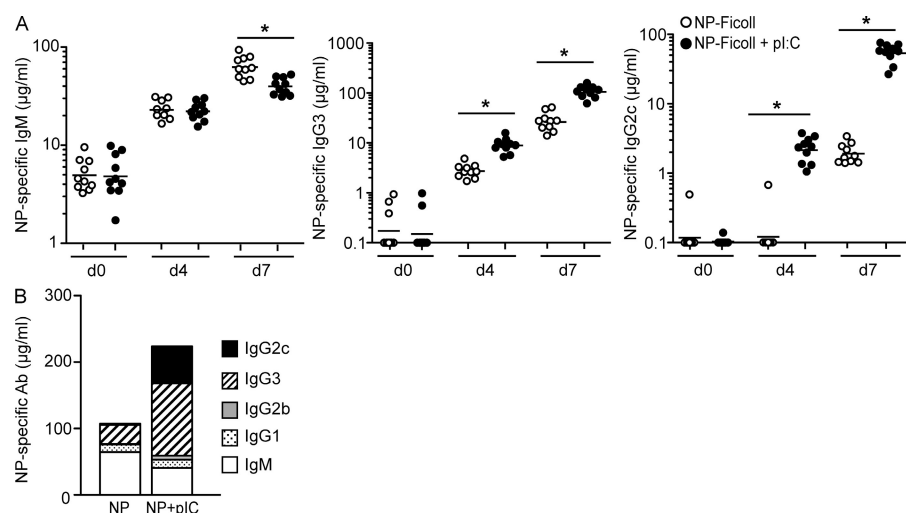 A
NP-specific IgM (µg/ml)
100
10
1
d0
d4
d7
*
NP-specific IgG3 (µg/ml)
1000
100
10
1
0.1
d0
d4
d7
*
*
NP-specific IgG2c (µg/ml)
100
10
1
0.1
d0
d4
d7
*
*
NP-Ficoll
NP-Ficoll + pI:C
B
NP-specific Ab (µg/ml)
300
200
100
0
NP
NP+pIC
IgG2c
IgG3
IgG2b
IgG1
IgM